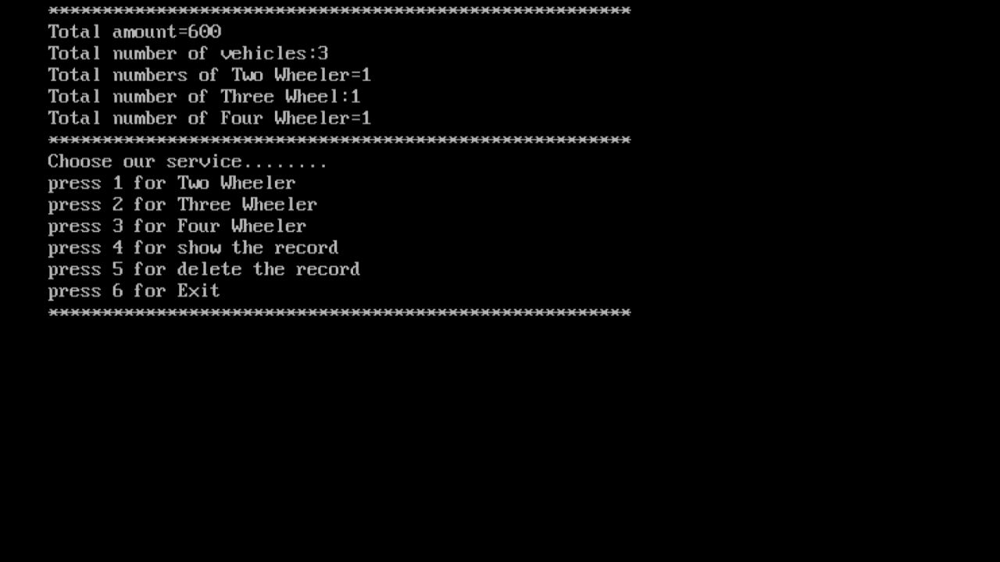 ******************************************************
Total amount=600
Total number of vehicles:3
Total numbers of Two Wheeler=1
Total number of Three Wheel:1
Total number of Four Wheeler=1
******************************************************
Choose our service........
press 1 for Two Wheeler
press 2 for Three Wheeler
press 3 for Four Wheeler
press 4 for show the record
press 5 for delete the record
press 6 for Exit
******************************************************